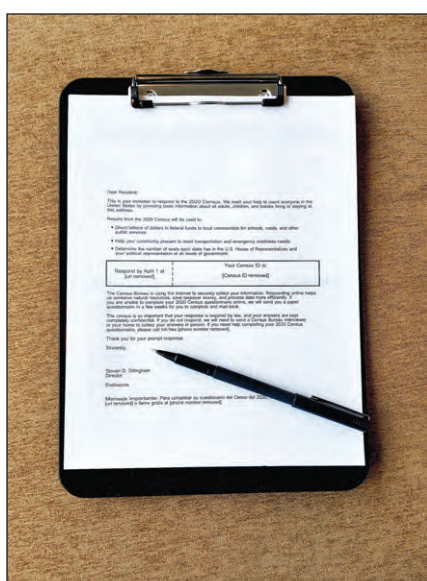 Dear Resident:
This is your invitation to respond to the 2020 Census. We need your help to count everyone in the
United States by providing basic information about all adults, children, and babies living or staying at
this address.
Results from the 2020 Census will be used to:
• Direct billions of dollars in federal funds to local communities for schools, roads, and other
public services.
• Help your community prepare to meet transportation and emergency readiness needs.
• Determine the number of seats each state has in the U.S. House of Representatives and
your political representation at all levels of government.
Respond by April 1 at
[url removed]
Your Census ID is:
[Census ID removed]
The Census Bureau is using the internet to securely collect your information. Responding online helps
us conserve natural resources, save taxpayer money, and process data more efficiently. If
you are unable to complete your 2020 Census questionnaire online, we will send you a paper
questionnaire in a few weeks for you to complete and mail back.
The census is so important that your response is required by law, and your answers are kept
completely confidential. If you do not respond, we will need to send a Census Bureau interviewer
to your home to collect your answers in person. If you need help completing your 2020 Census
questionnaire, please call toll-free [phone number removed].
Thank you for your prompt response.
Sincerely,
Steven D. Dillingham
Director
Enclosure
Mensaje importante: Para completar su cuestionario del Censo del 2020
[url removed] o llame gratis al [phone number removed].